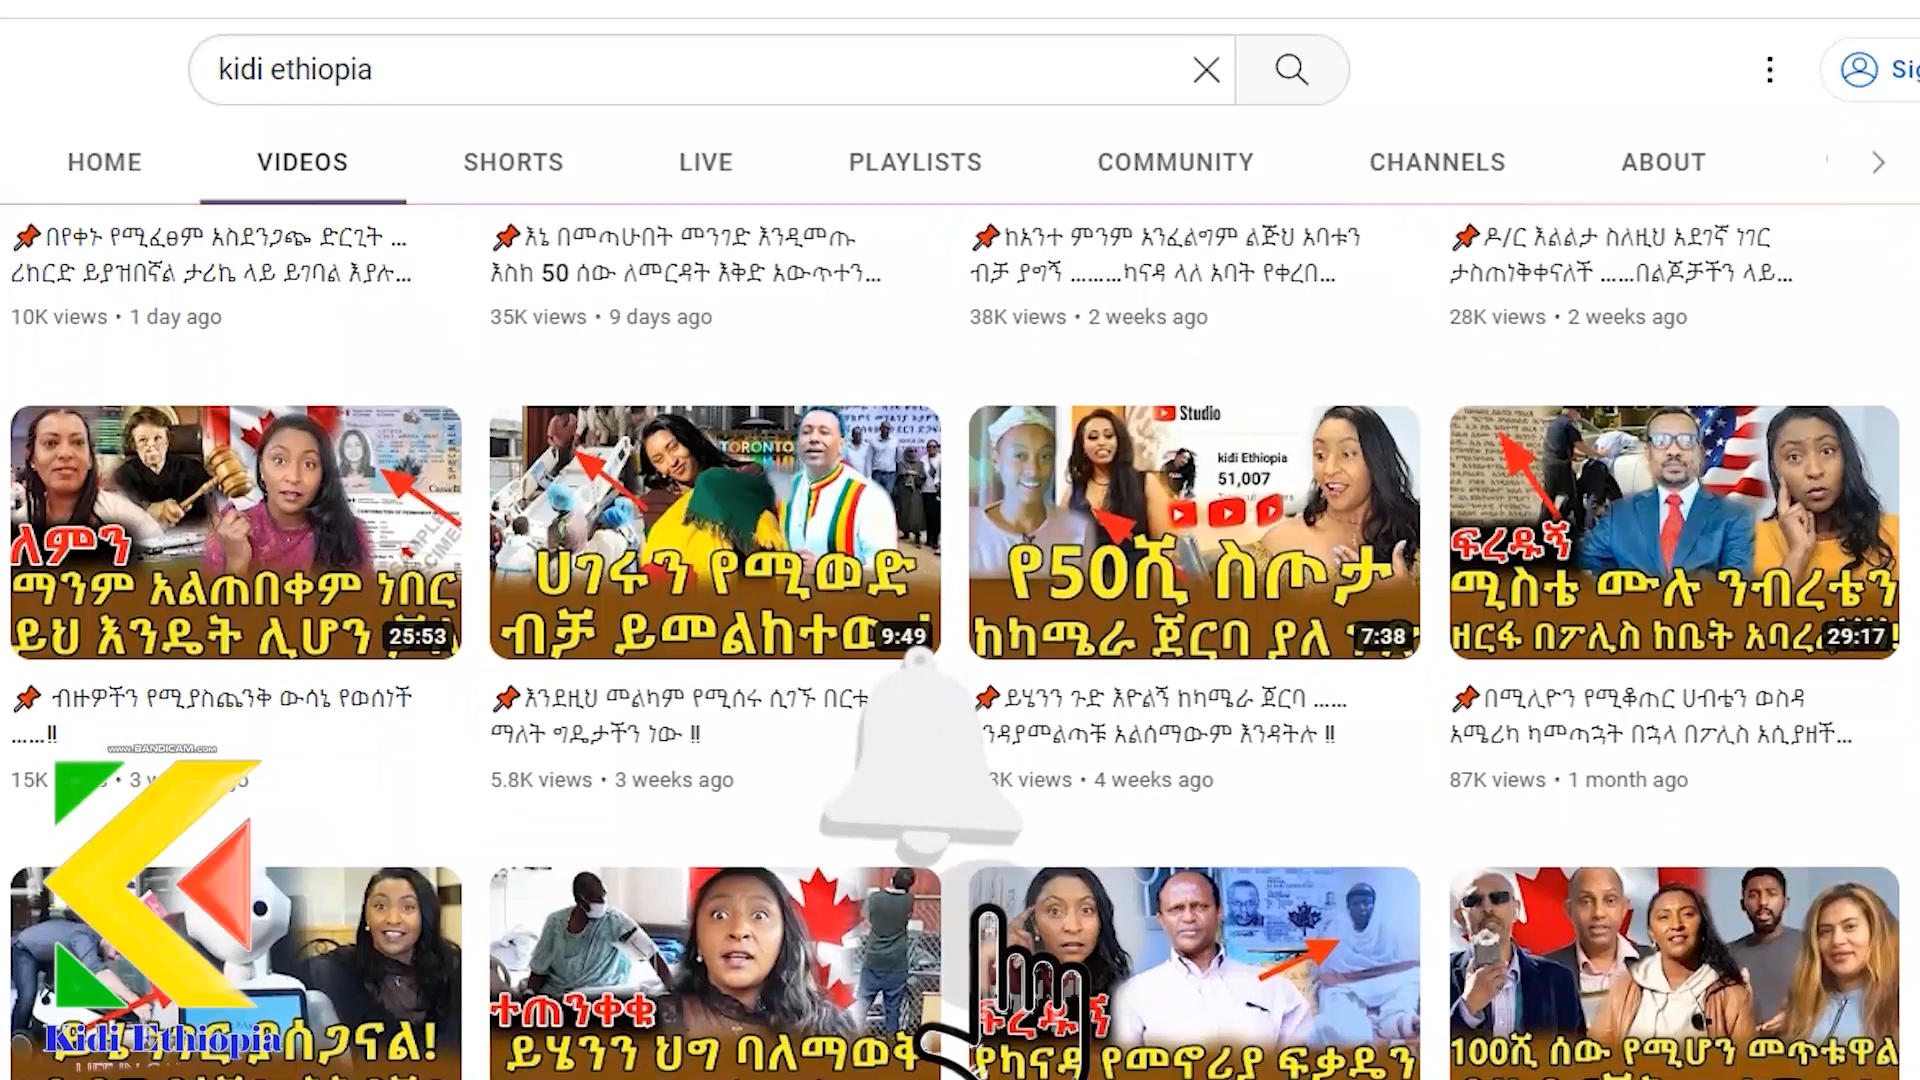 kidi ethiopia
HOME VIDEOS SHORTS LIVE PLAYLISTS COMMUNITY CHANNELS ABOUT
📌በየቀኑ የሚፈፀም አስደንጋጭ ድርጊት ...
ሪከርድ ይያዝበኛል ታሪኬ ላይ ይገባል እያሉ...
10K views • 1 day ago
📌እኔ በመጣሁበት መንገድ እንዲመጡ
እስከ 50 ሰው ለመርዳት እቅድ አውጥተን...
35K views • 9 days ago
📌ከአንተ ምንም አንፈልግም ልጅህ አባቱን
ብቻ ያግኝ .........ካናዳ ላለ አባት የቀረበ...
38K views • 2 weeks ago
📌ዶ/ር እልልታ ስለዚህ አደገኛ ነገር
ታስጠነቅቀናለች ......በልጆቻችን ላይ...
28K views • 2 weeks ago
ለምን
ማንም አልጠበቀም ነበር
ይህ እንዴት ሊሆን
25:53
TORONTO
ሀገሩን የሚወድ
ብቻ ይመልከተው
9:49
Studio
kidi Ethiopia
51,007
የ50ሺ ስጦታ
ከካሜራ ጀርባ ያለ
7:38
ፍረዱኝ
ሚስቴ ሙሉ ንብረቴን
ዘርፋ በፖሊስ ከቤት
29:17
📌 ብዙዎችን የሚያስጨንቅ ውሳኔ የወሰነች
......!!
15K
📌እንደዚህ መልካም የሚሰሩ ሲገኙ በርቱ
ማለት ግዴታችን ነው !!
5.8K views • 3 weeks ago
📌ይሄንን ጉድ እዮልኝ ከካሜራ ጀርባ ......
አልሰማውም እንዳትሉ !!
views • 4 weeks ago
📌በሚሊዮን የሚቆጠር ሀብቴን ወስዳ
አሜሪካ ካመጣኋት በኋላ በፖሊስ አሲያዘች...
87K views • 1 month ago
www.BANDICAM.com
Kidi Ethiopia
ተጠንቀቁ
ይሄንን ህግ ባለማወቅ
ፍረዱኝ
የካናዳ የመኖሪያ ፍቃዴን
100ሺ ሰው የሚሆን መጥቱዋል